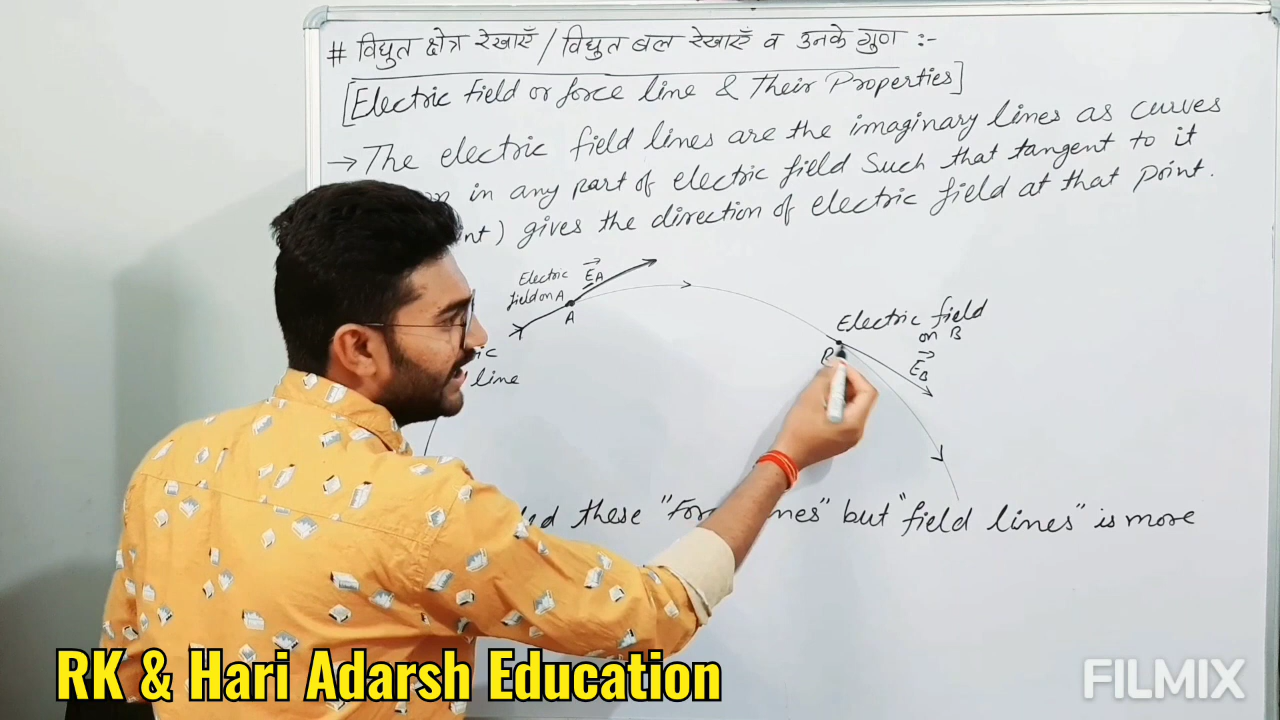 # विद्युत क्षेत्र रेखाएँ / विद्युत बल रेखाएँ व उनके गुण :-
[Electric field or force line & Their Properties]
→ The electric field lines are the imaginary lines as curves
in any part of electric field Such that tangent to it
gives the direction of electric field at that point.
Electric
field on A
E⃗A
A
Electric field
on B
E⃗B
line
these "Force lines" but "field lines" is more
RK & Hari Adarsh Education
FILMIX